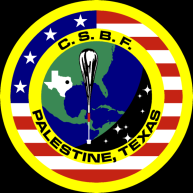 C. S. B. F.
PALESTINE, TEXAS